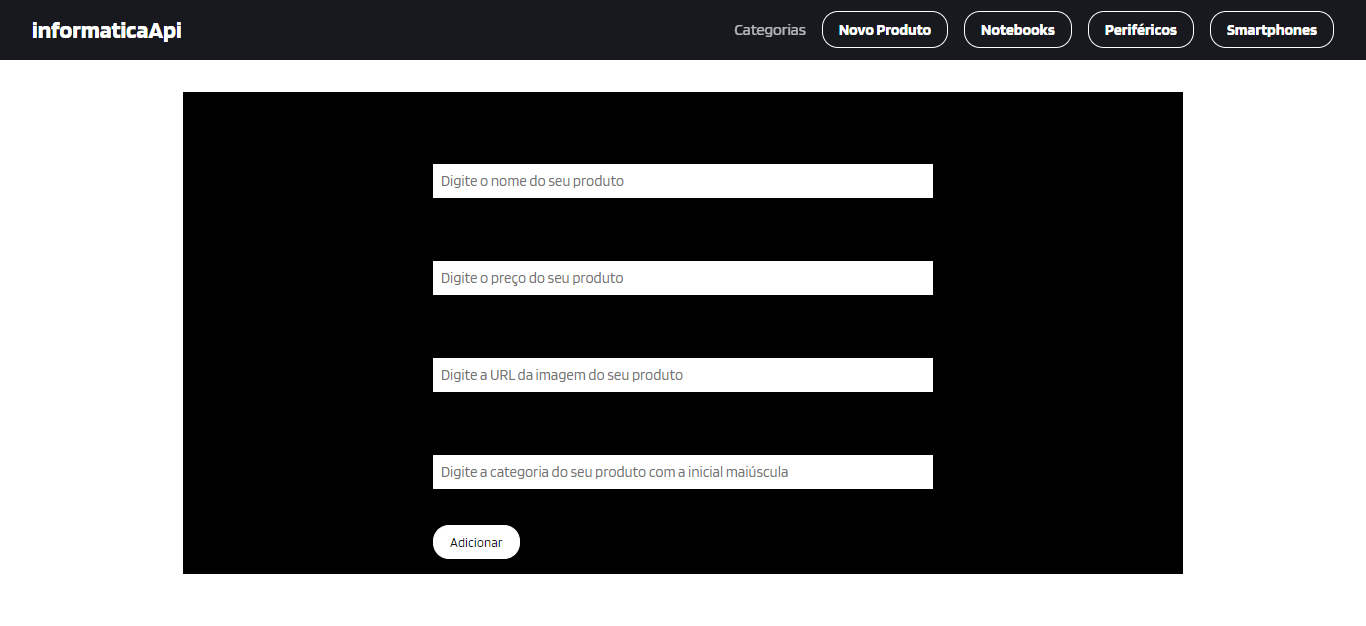 informaticaApi
Categorias Novo Produto Notebooks Periféricos Smartphones
Digite o nome do seu produto
Digite o preço do seu produto
Digite a URL da imagem do seu produto
Digite a categoria do seu produto com a inicial maiúscula
Adicionar